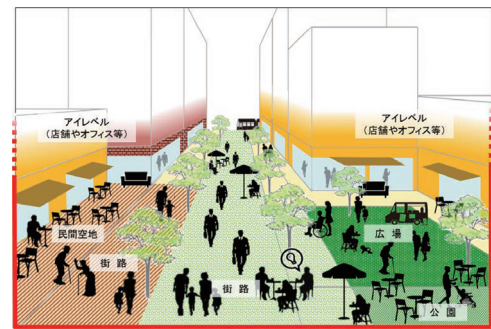 アイレベル
(店舗やオフィス等)
アイレベル
(店舗やオフィス等)
民間空地
広 場
街 路
街 路
公 園